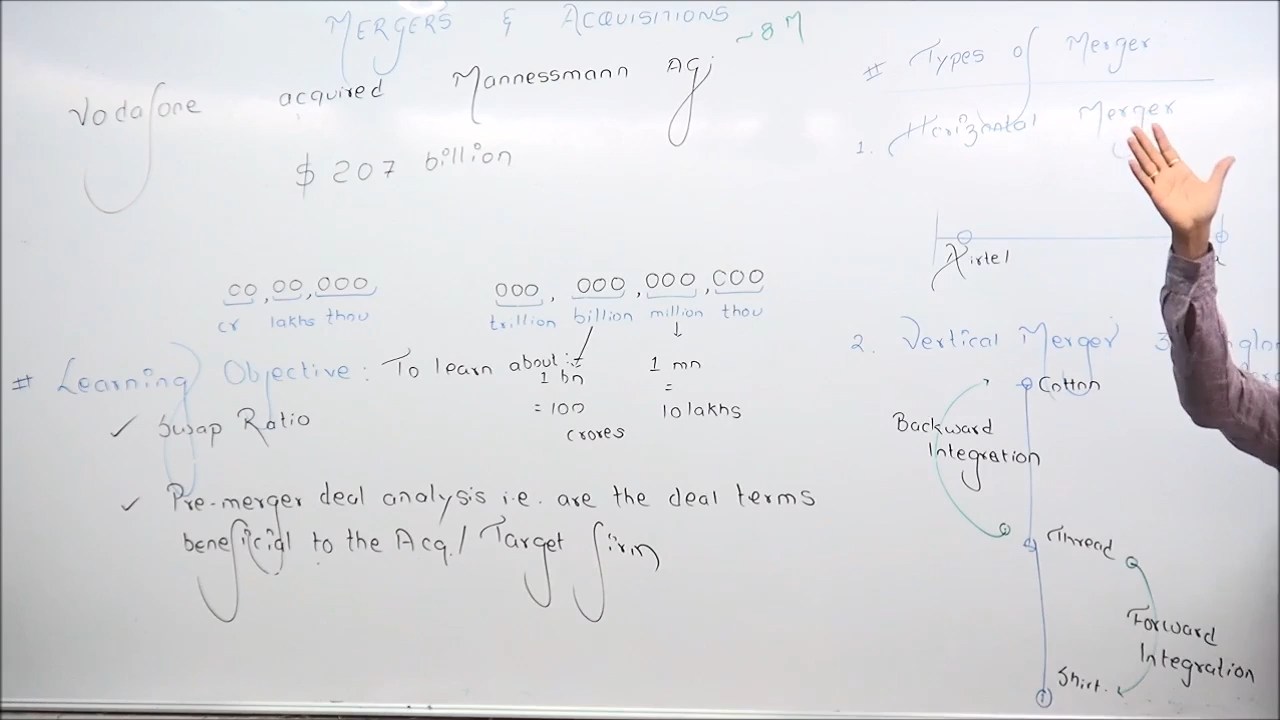 MERGERS & ACQUISITIONS
~ 8 M
Vodafone acquired Mannessmann AG;
$ 207 billion
00,00,000
cr lakhs thou
000, 000,000,000
trillion billion million thou
1 bn
= 100
crores
1 mn
=
10 lakhs
# Learning Objective: To learn about:-
✓ Swap Ratio
✓ Pre-merger deal analysis i.e. are the deal terms
beneficial to the Acq./ Target firm
# Types of Merger
1. Horizontal Merger
Airtel
2. Vertical Merger 3
Cotton
Backward
Integration
Thread
Forward
Integration
Shirt.